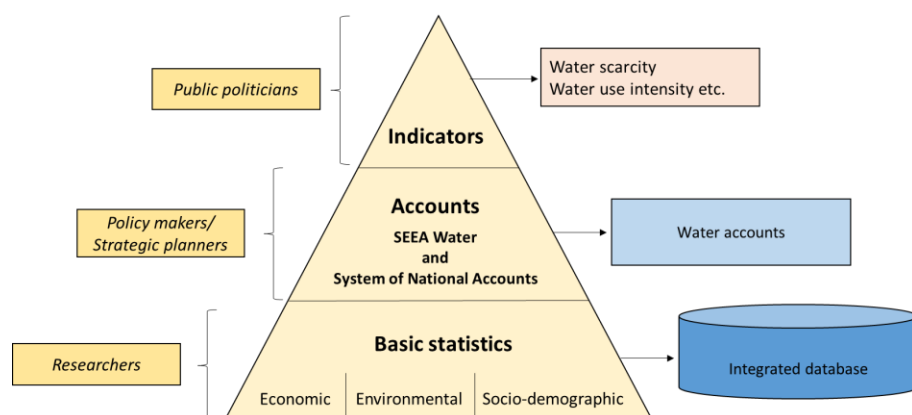 Public politicians
Indicators
Water scarcity
Water use intensity etc.
Policy makers/
Strategic planners
Accounts
SEEA Water
and
System of National Accounts
Water accounts
Researchers
Basic statistics
Economic
Environmental
Socio-demographic
Integrated database